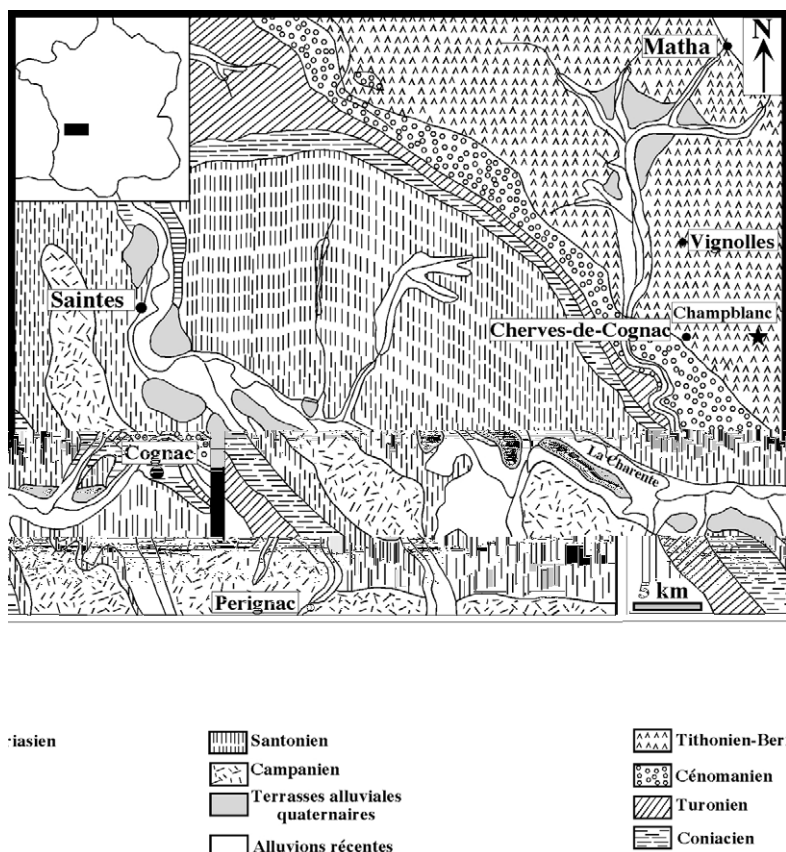 Matha
N
Vignolles
Saintes
Champblanc
Cherves-de-Cognac
Cognac
La Charente
Perignac
5 km
riasien
Santonien
Campanien
Terrasses alluviales
quaternaires
Alluvions récentes
Tithonien-Ber
Cénomanien
Turonien
Coniacien